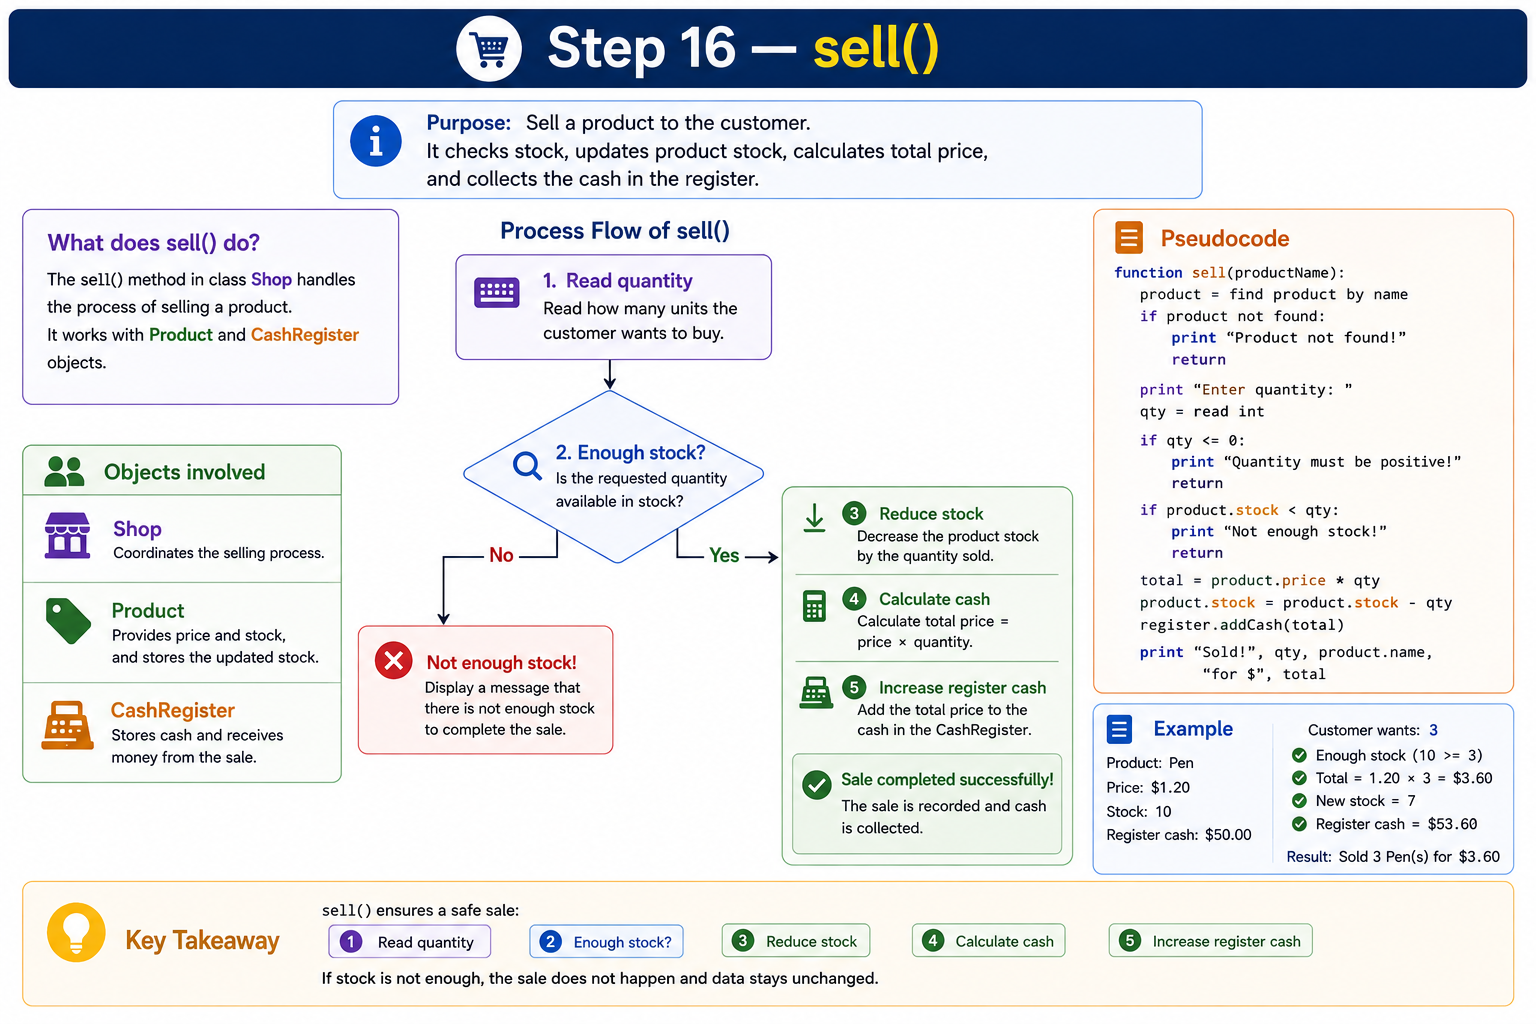 Step 16 — sell()
Purpose: Sell a product to the customer.
It checks stock, updates product stock, calculates total price,
and collects the cash in the register.
What does sell() do?
The sell() method in class Shop handles
the process of selling a product.
It works with Product and CashRegister
objects.
Objects involved
Shop
Coordinates the selling process.
Product
Provides price and stock,
and stores the updated stock.
CashRegister
Stores cash and receives
money from the sale.
Process Flow of sell()
1. Read quantity
Read how many units the
customer wants to buy.
2. Enough stock?
Is the requested quantity
available in stock?
No
Yes
Not enough stock!
Display a message that
there is not enough stock
to complete the sale.
3 Reduce stock
Decrease the product stock
by the quantity sold.
4 Calculate cash
Calculate total price =
price × quantity.
5 Increase register cash
Add the total price to the
cash in the CashRegister.
Sale completed successfully!
The sale is recorded and cash
is collected.
Pseudocode
function sell(productName):
product = find product by name
if product not found:
print “Product not found!”
return
print “Enter quantity: ”
qty = read int
if qty <= 0:
print “Quantity must be positive!”
return
if product.stock < qty:
print “Not enough stock!”
return
total = product.price * qty
product.stock = product.stock - qty
register.addCash(total)
print “Sold!”, qty, product.name,
“for $”, total
Example
Product: Pen
Price: $1.20
Stock: 10
Register cash: $50.00
Customer wants: 3
Enough stock (10 >= 3)
Total = 1.20 × 3 = $3.60
New stock = 7
Register cash = $53.60
Result: Sold 3 Pen(s) for $3.60
Key Takeaway
sell() ensures a safe sale:
1 Read quantity
2 Enough stock?
3 Reduce stock
4 Calculate cash
5 Increase register cash
If stock is not enough, the sale does not happen and data stays unchanged.